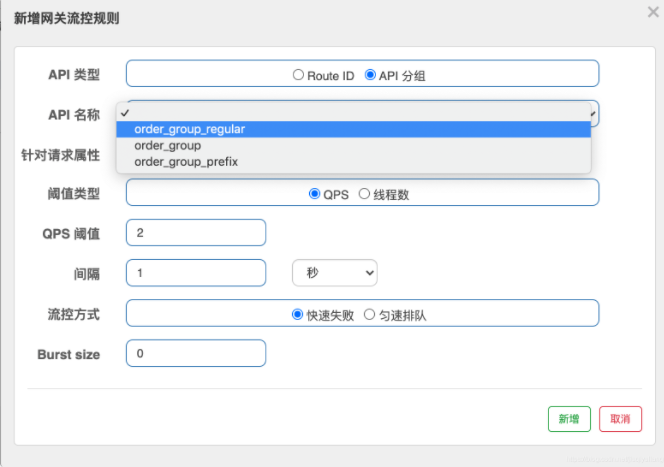 新增网关流控规则
API 类型 Route ID API 分组
API 名称
order_group_regular
order_group
order_group_prefix
针对请求属性
阈值类型 QPS 线程数
QPS 阈值 2
间隔 1 秒
流控方式 快速失败 匀速排队
Burst size 0
新增 取消